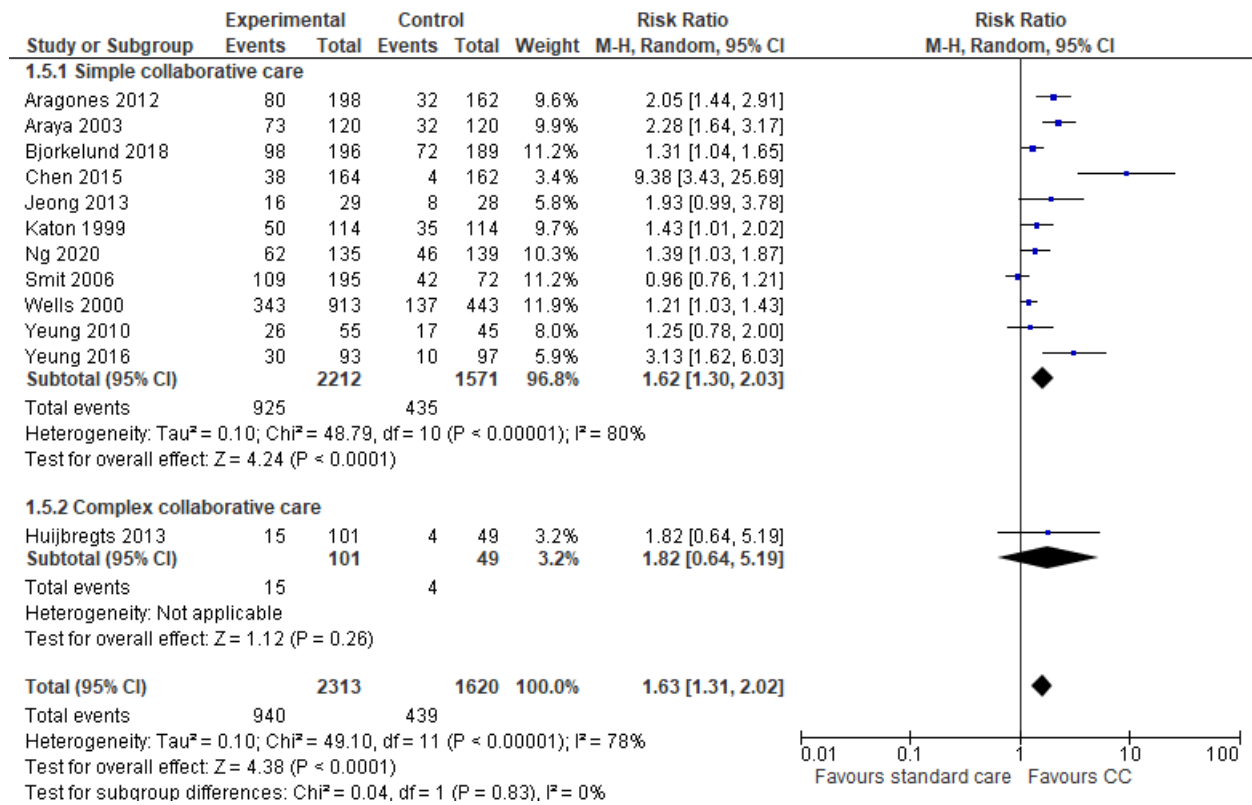 Experimental Control Risk Ratio Risk Ratio
Study or Subgroup Events Total Events Total Weight M-H, Random, 95% CI M-H, Random, 95% CI
1.5.1 Simple collaborative care
Aragones 2012 80 198 32 162 9.6% 2.05 [1.44, 2.91]
Araya 2003 73 120 32 120 9.9% 2.28 [1.64, 3.17]
Bjorkelund 2018 98 196 72 189 11.2% 1.31 [1.04, 1.65]
Chen 2015 38 164 4 162 3.4% 9.38 [3.43, 25.69]
Jeong 2013 16 29 8 28 5.8% 1.93 [0.99, 3.78]
Katon 1999 50 114 35 114 9.7% 1.43 [1.01, 2.02]
Ng 2020 62 135 46 139 10.3% 1.39 [1.03, 1.87]
Smit 2006 109 195 42 72 11.2% 0.96 [0.76, 1.21]
Wells 2000 343 913 137 443 11.9% 1.21 [1.03, 1.43]
Yeung 2010 26 55 17 45 8.0% 1.25 [0.78, 2.00]
Yeung 2016 30 93 10 97 5.9% 3.13 [1.62, 6.03]
Subtotal (95% CI) 2212 1571 96.8% 1.62 [1.30, 2.03]
Total events 925 435
Heterogeneity: Tau² = 0.10; Chi² = 48.79, df = 10 (P < 0.00001); I² = 80%
Test for overall effect: Z = 4.24 (P < 0.0001)
1.5.2 Complex collaborative care
Huijbregts 2013 15 101 4 49 3.2% 1.82 [0.64, 5.19]
Subtotal (95% CI) 101 49 3.2% 1.82 [0.64, 5.19]
Total events 15 4
Heterogeneity: Not applicable
Test for overall effect: Z = 1.12 (P = 0.26)
Total (95% CI) 2313 1620 100.0% 1.63 [1.31, 2.02]
Total events 940 439
Heterogeneity: Tau² = 0.10; Chi² = 49.10, df = 11 (P < 0.00001); I² = 78%
Test for overall effect: Z = 4.38 (P < 0.0001)
Test for subgroup differences: Chi² = 0.04, df = 1 (P = 0.83), I² = 0%
0.01 0.1 1 10 100
Favours standard care Favours CC